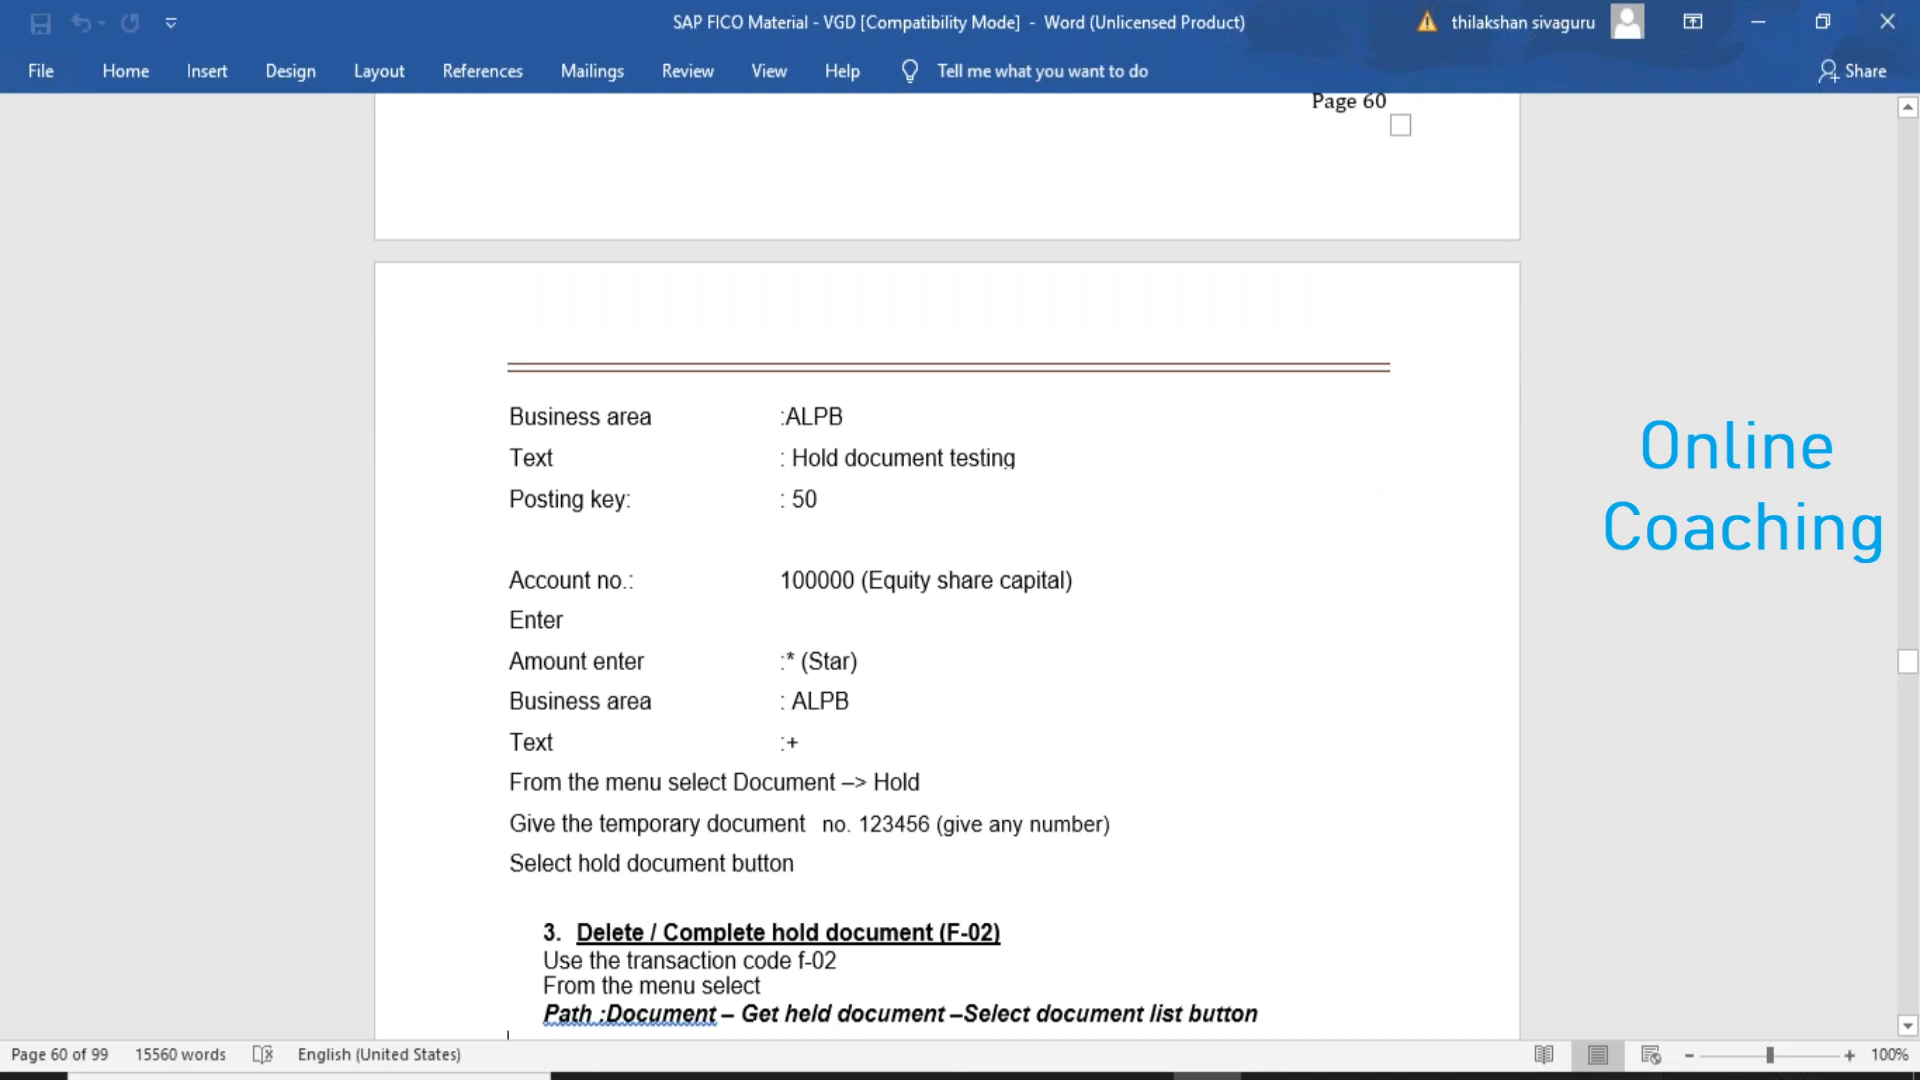 SAP FICO Material - VGD [Compatibility Mode] - Word (Unlicensed Product)
thilakshan sivaguru
File Home Insert Design Layout References Mailings Review View Help Tell me what you want to do Share
Page 60
Business area :ALPB
Text : Hold document testing
Posting key: : 50
Account no.: 100000 (Equity share capital)
Enter
Amount enter :* (Star)
Business area : ALPB
Text :+
From the menu select Document –> Hold
Give the temporary document no. 123456 (give any number)
Select hold document button
3. Delete / Complete hold document (F-02)
Use the transaction code f-02
From the menu select
Path :Document – Get held document –Select document list button
Online
Coaching
Page 60 of 99 15560 words English (United States) 100%